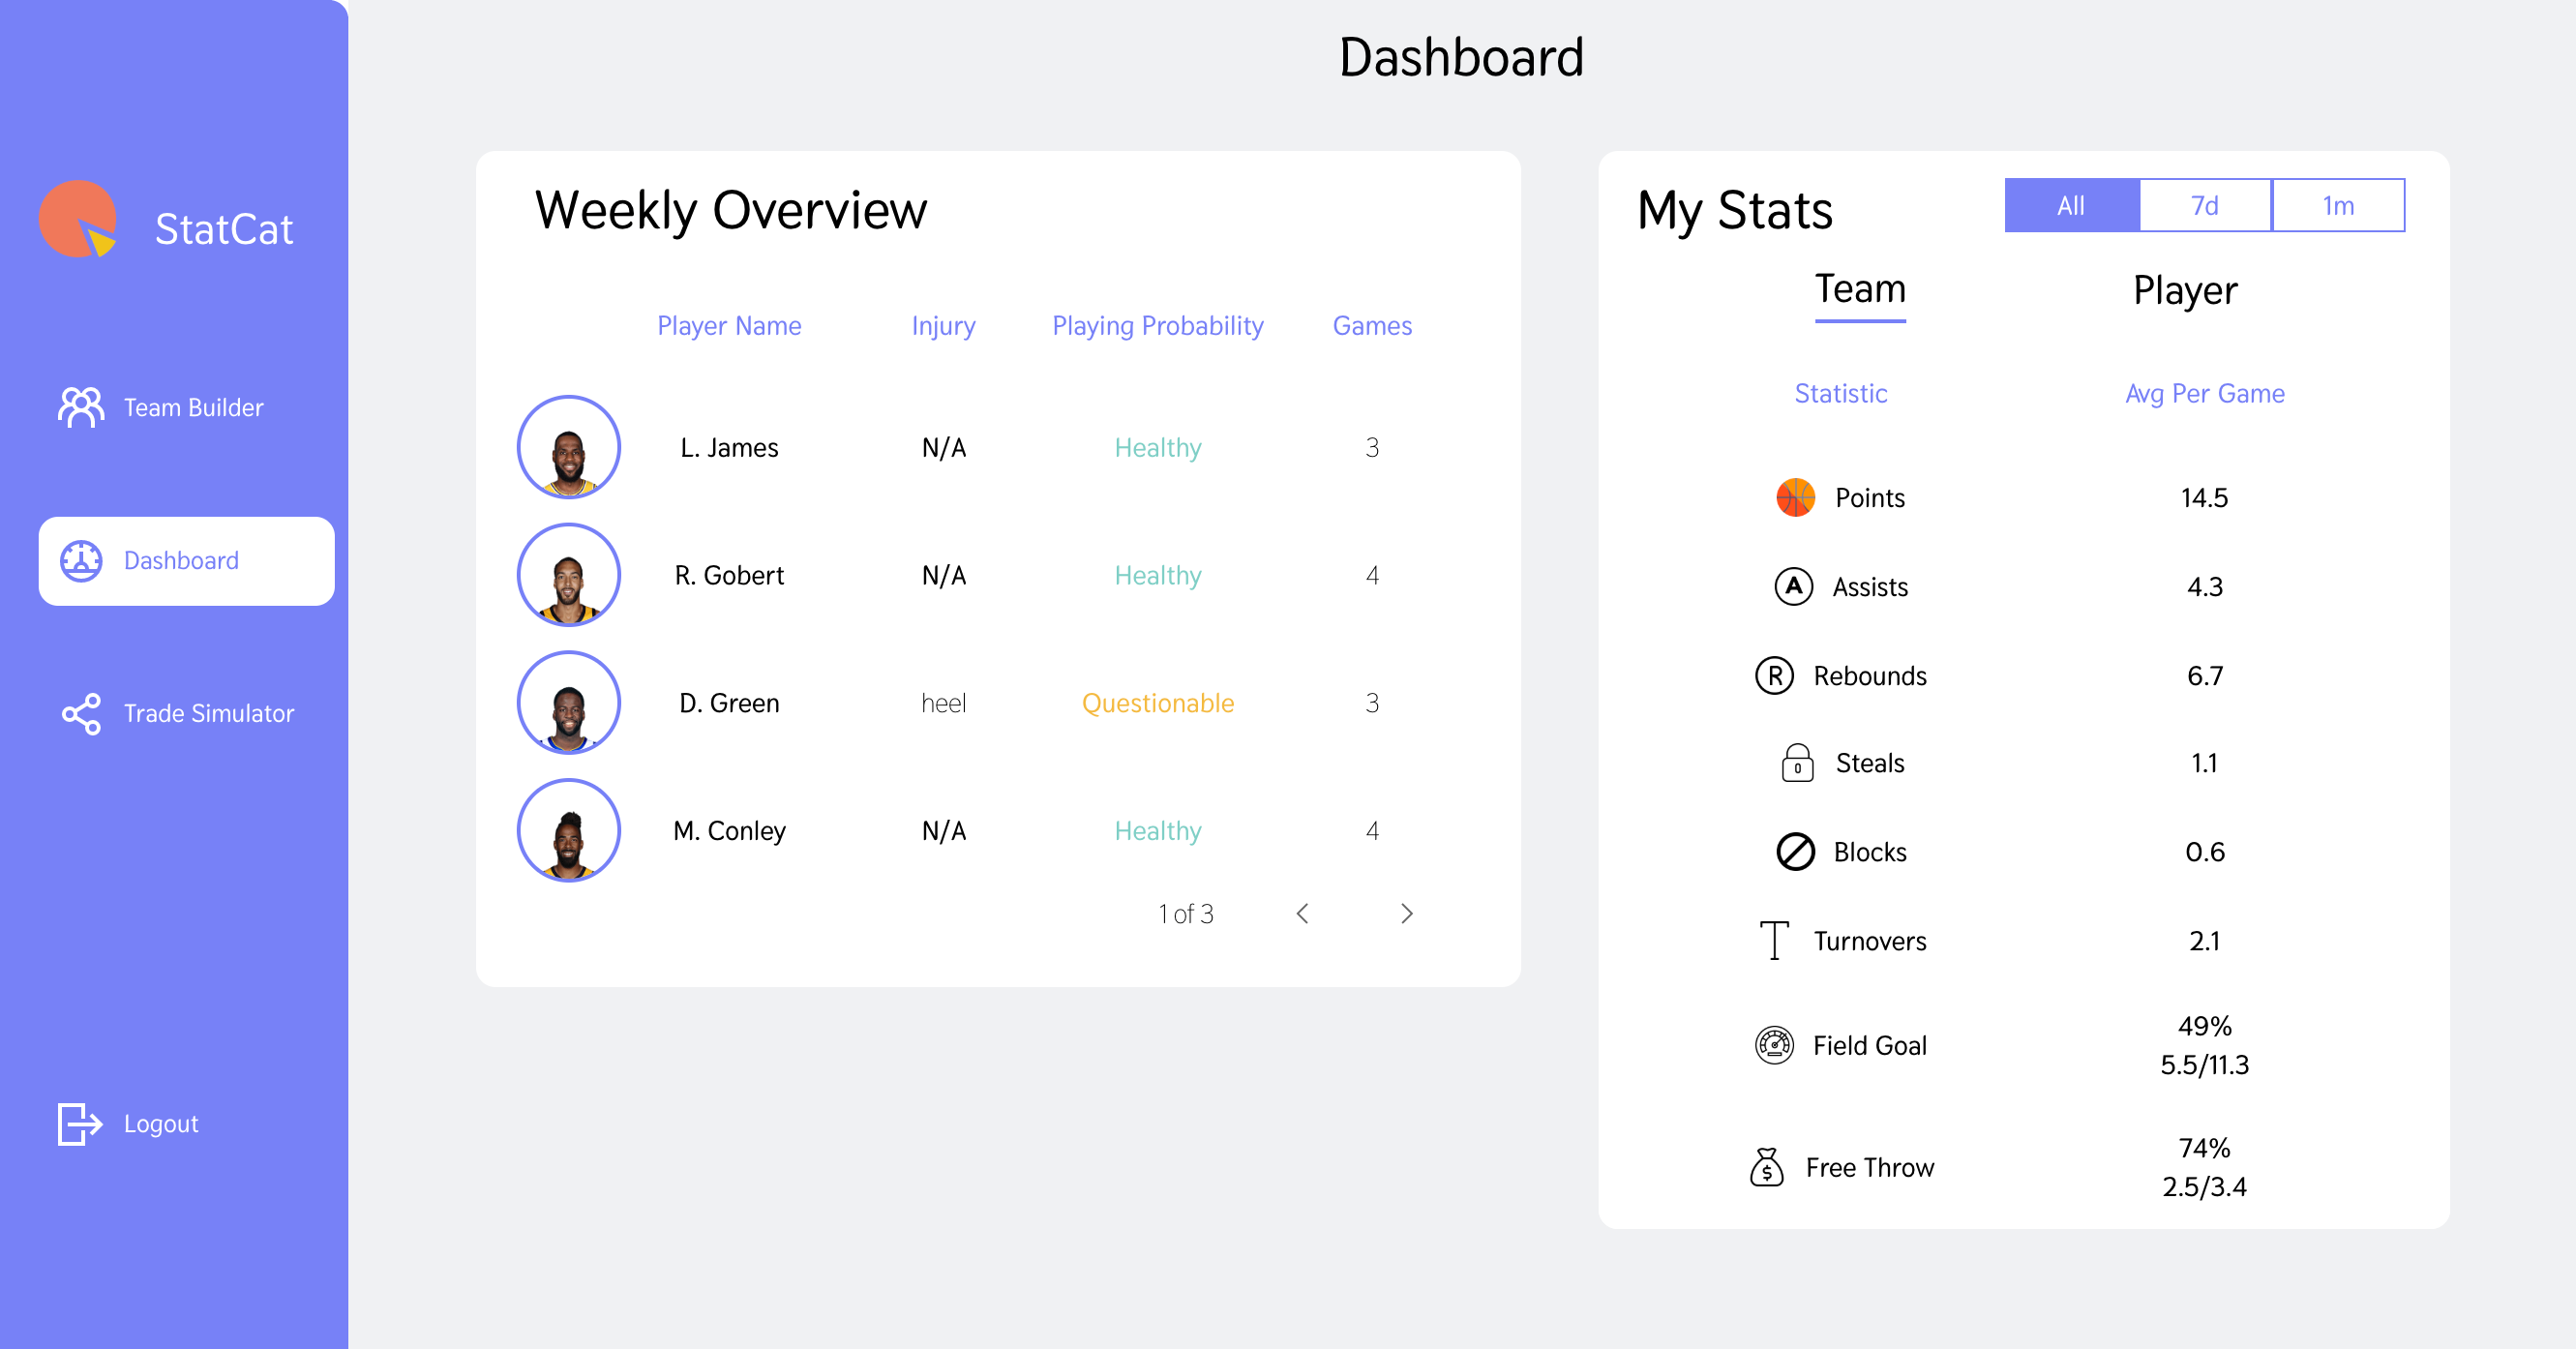 StatCat
Team Builder
Dashboard
Trade Simulator
Logout
Dashboard
Weekly Overview
Player Name Injury Playing Probability Games
L. James N/A Healthy 3
R. Gobert N/A Healthy 4
D. Green heel Questionable 3
M. Conley N/A Healthy 4
1 of 3
My Stats All 7d 1m
Team Player
Statistic Avg Per Game
Points 14.5
A Assists 4.3
R Rebounds 6.7
0 Steals 1.1
Blocks 0.6
T Turnovers 2.1
Field Goal 49%
5.5/11.3
$ Free Throw 74%
2.5/3.4